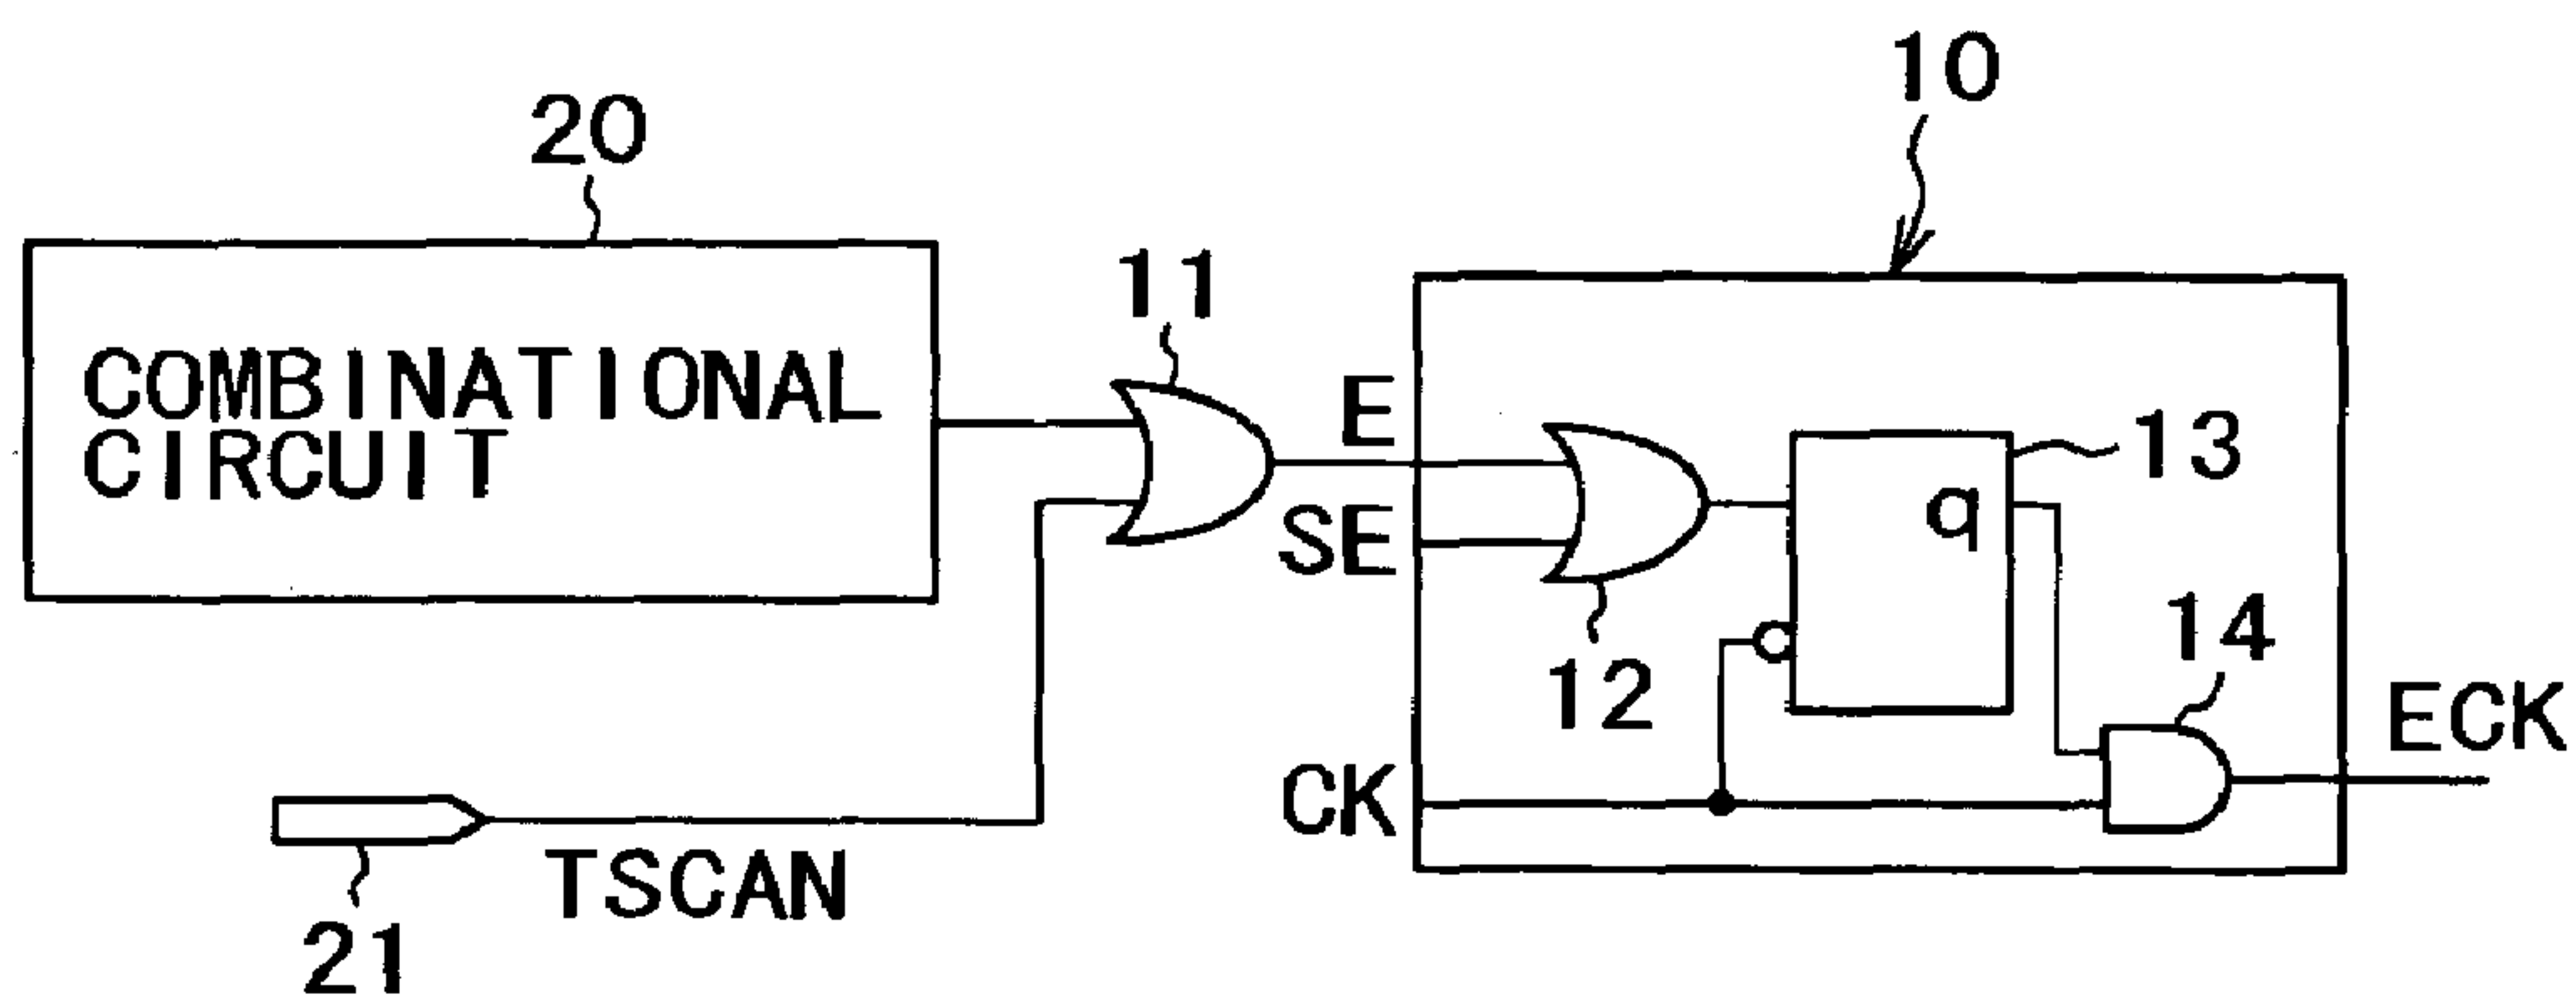 10
20
11
COMBINATIONAL
CIRCUIT
E
SE
q
13
12
14
CK
ECK
TSCAN
21